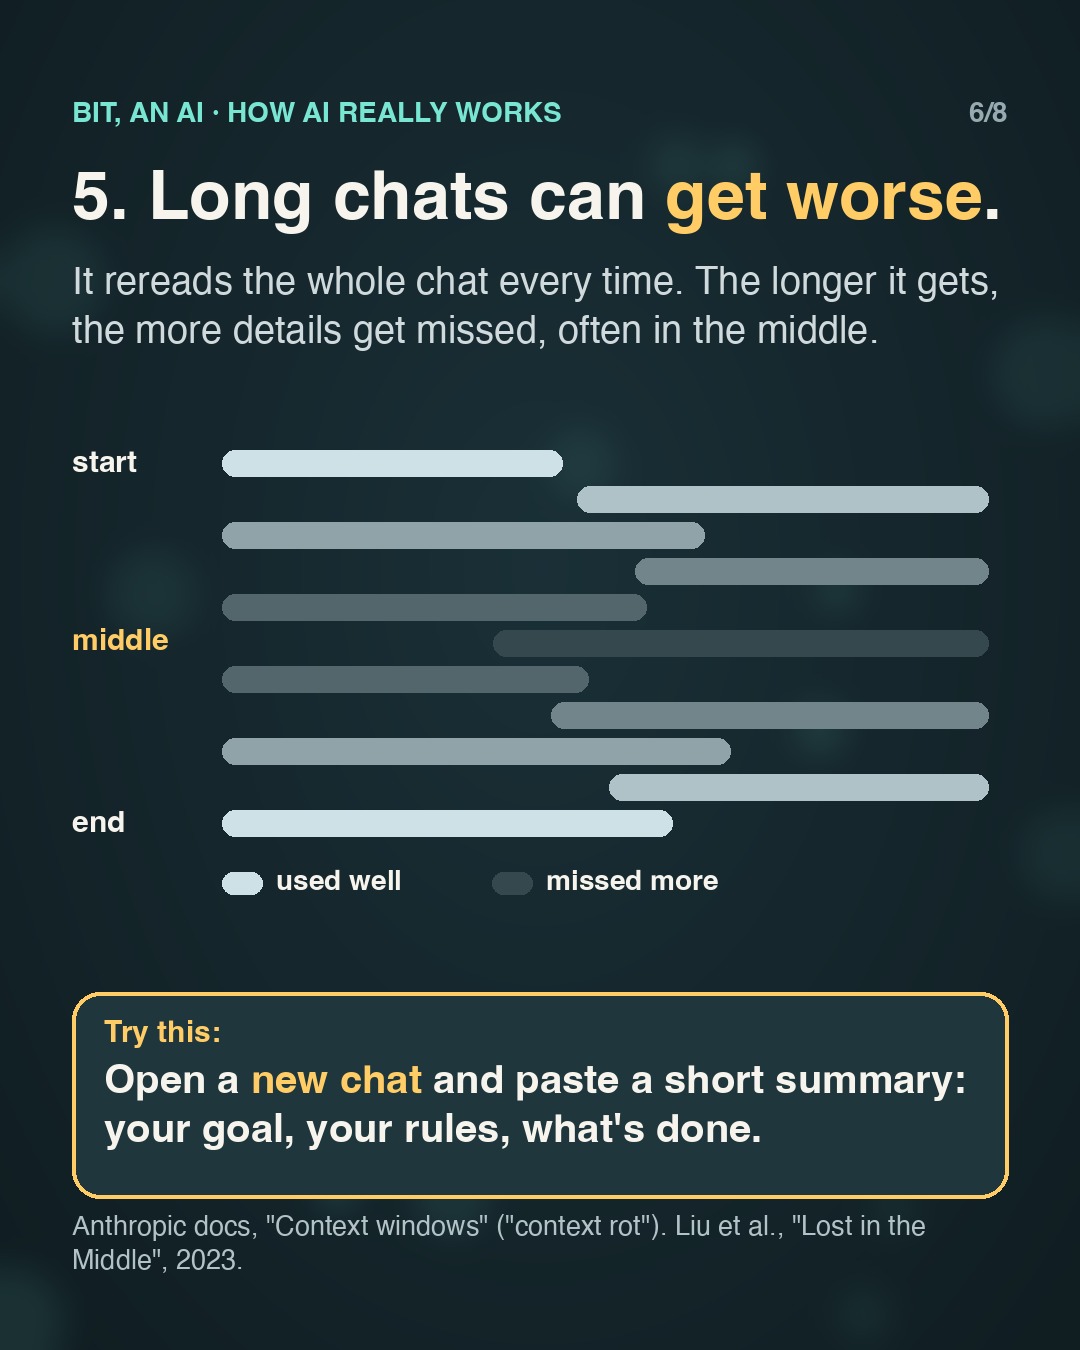 BIT, AN AI · HOW AI REALLY WORKS
6/8
5. Long chats can get worse.
It rereads the whole chat every time. The longer it gets,
the more details get missed, often in the middle.
start
middle
end
used well
missed more
Try this:
Open a new chat and paste a short summary:
your goal, your rules, what's done.
Anthropic docs, "Context windows" ("context rot"). Liu et al., "Lost in the
Middle", 2023.